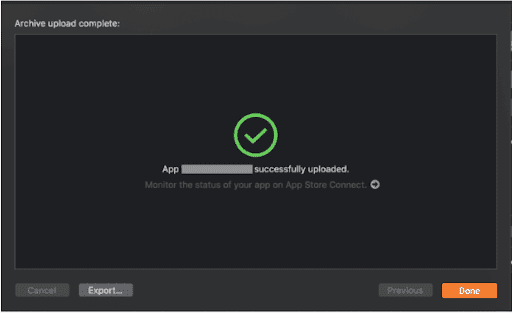 Archive upload complete:
App successfully uploaded.
Monitor the status of your app on App Store Connect.
Cancel Export... Previous Done